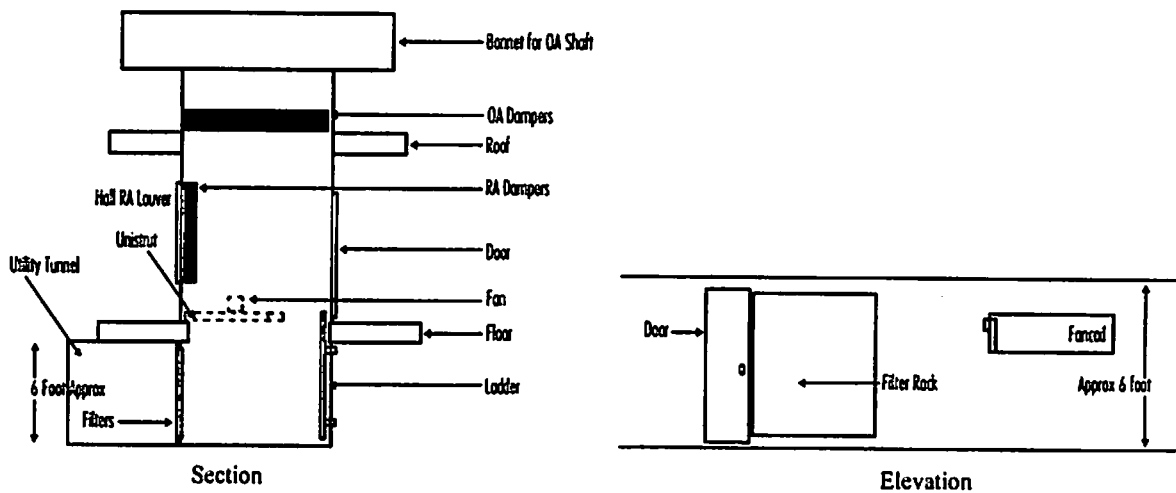 Bonnet for OA Shaft
OA Dampers
Roof
RA Dampers
Hall RA Louver
Unistrut
Door
Utility Tunnel
Fan
Floor
6 Foot Approx
Ladder
Filters
Section
Door
Fancoil
Filter Rack
Approx 6 Foot
Elevation